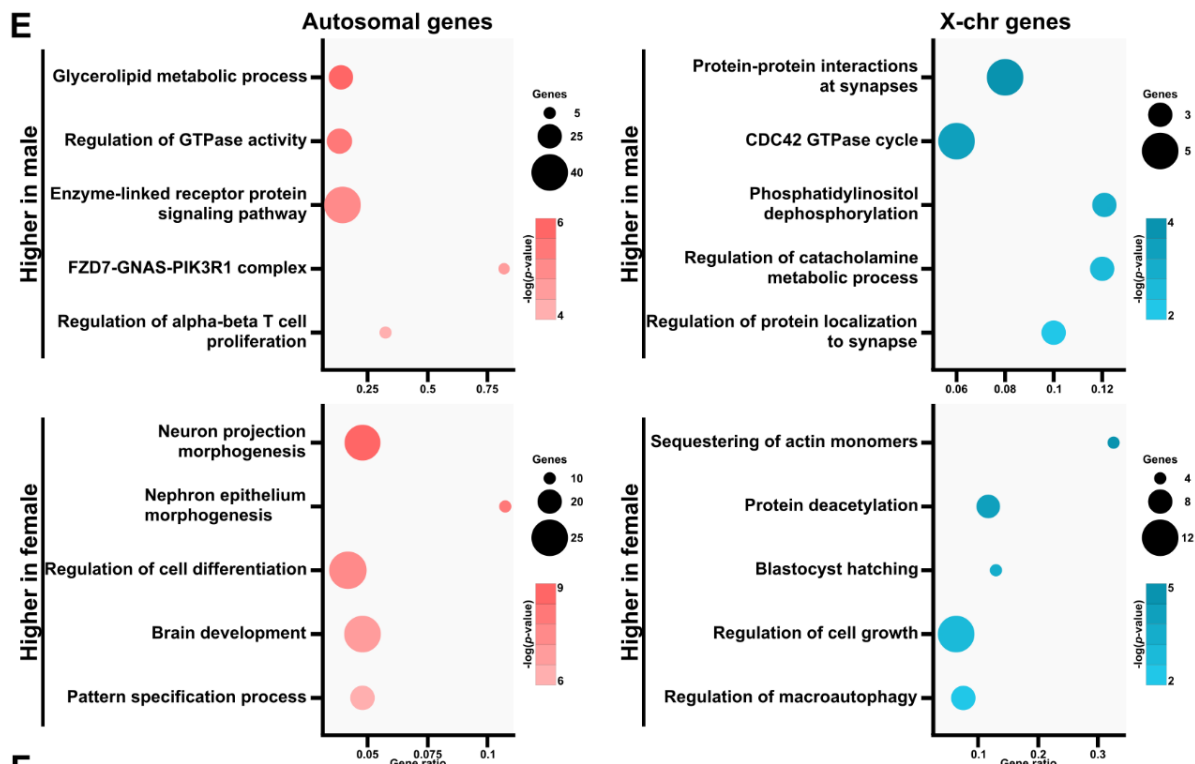 E
Autosomal genes
X-chr genes
Higher in male
Glycerolipid metabolic process
Regulation of GTPase activity
Enzyme-linked receptor protein
signaling pathway
FZD7-GNAS-PIK3R1 complex
Regulation of alpha-beta T cell
proliferation
0.25 0.5 0.75
Genes
5
25
40
-log(p-value)
6
4
Higher in male
Protein-protein interactions
at synapses
CDC42 GTPase cycle
Phosphatidylinositol
dephosphorylation
Regulation of catacholamine
metabolic process
Regulation of protein localization
to synapse
0.06 0.08 0.1 0.12
Genes
3
5
-log(p-value)
4
2
Higher in female
Neuron projection
morphogenesis
Nephron epithelium
morphogenesis
Regulation of cell differentiation
Brain development
Pattern specification process
0.05 0.075 0.1
Gene ratio
Genes
10
20
25
-log(p-value)
9
6
Higher in female
Sequestering of actin monomers
Protein deacetylation
Blastocyst hatching
Regulation of cell growth
Regulation of macroautophagy
0.1 0.2 0.3
Gene ratio
Genes
4
8
12
-log(p-value)
5
2